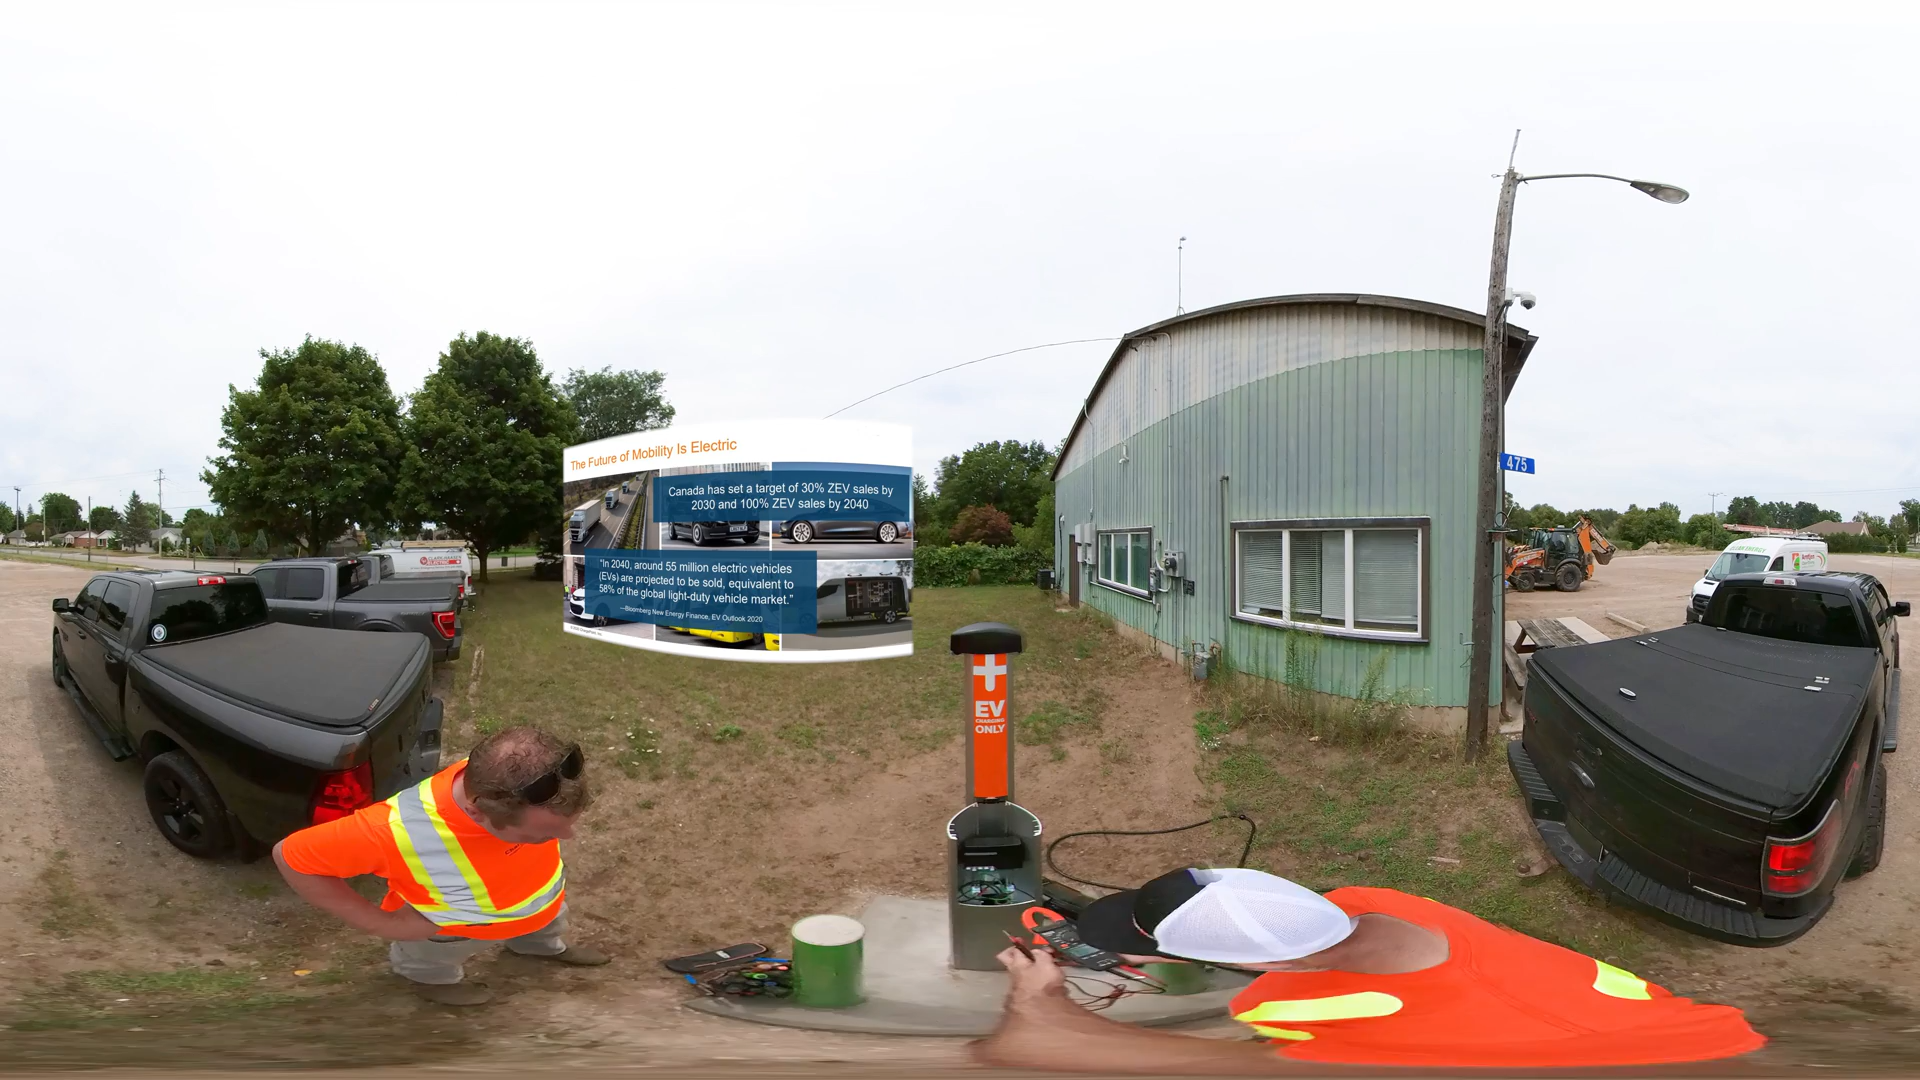 The Future of Mobility Is Electric
Canada has set a target of 30% ZEV sales by
2030 and 100% ZEV sales by 2040
"In 2040, around 55 million electric vehicles
(EVs) are projected to be sold, equivalent to
58% of the global light-duty vehicle market."
—Bloomberg New Energy Finance, EV Outlook 2020
EV
CHARGING
ONLY
475